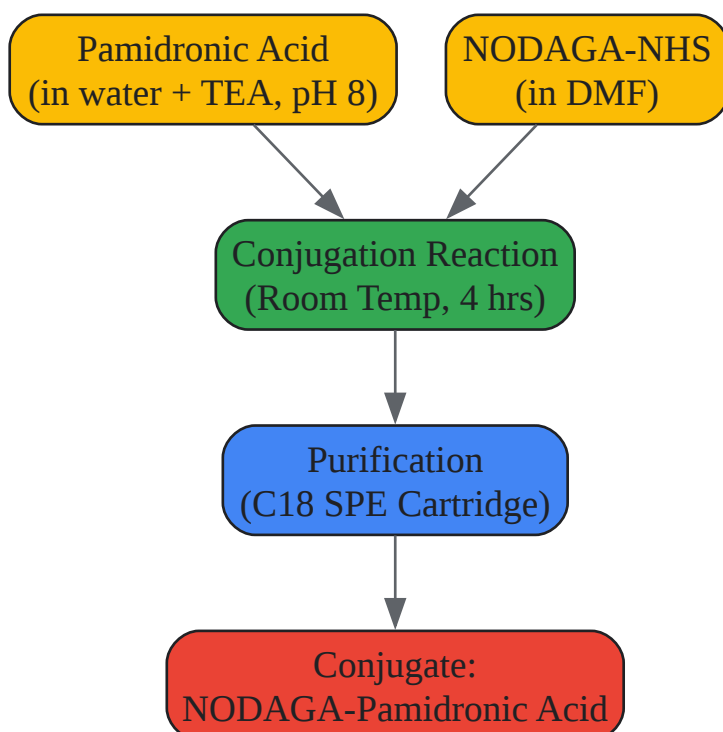 Pamidronic Acid
(in water + TEA, pH 8)
NODAGA-NHS
(in DMF)
Conjugation Reaction
(Room Temp, 4 hrs)
Purification
(C18 SPE Cartridge)
Conjugate:
NODAGA-Pamidronic Acid